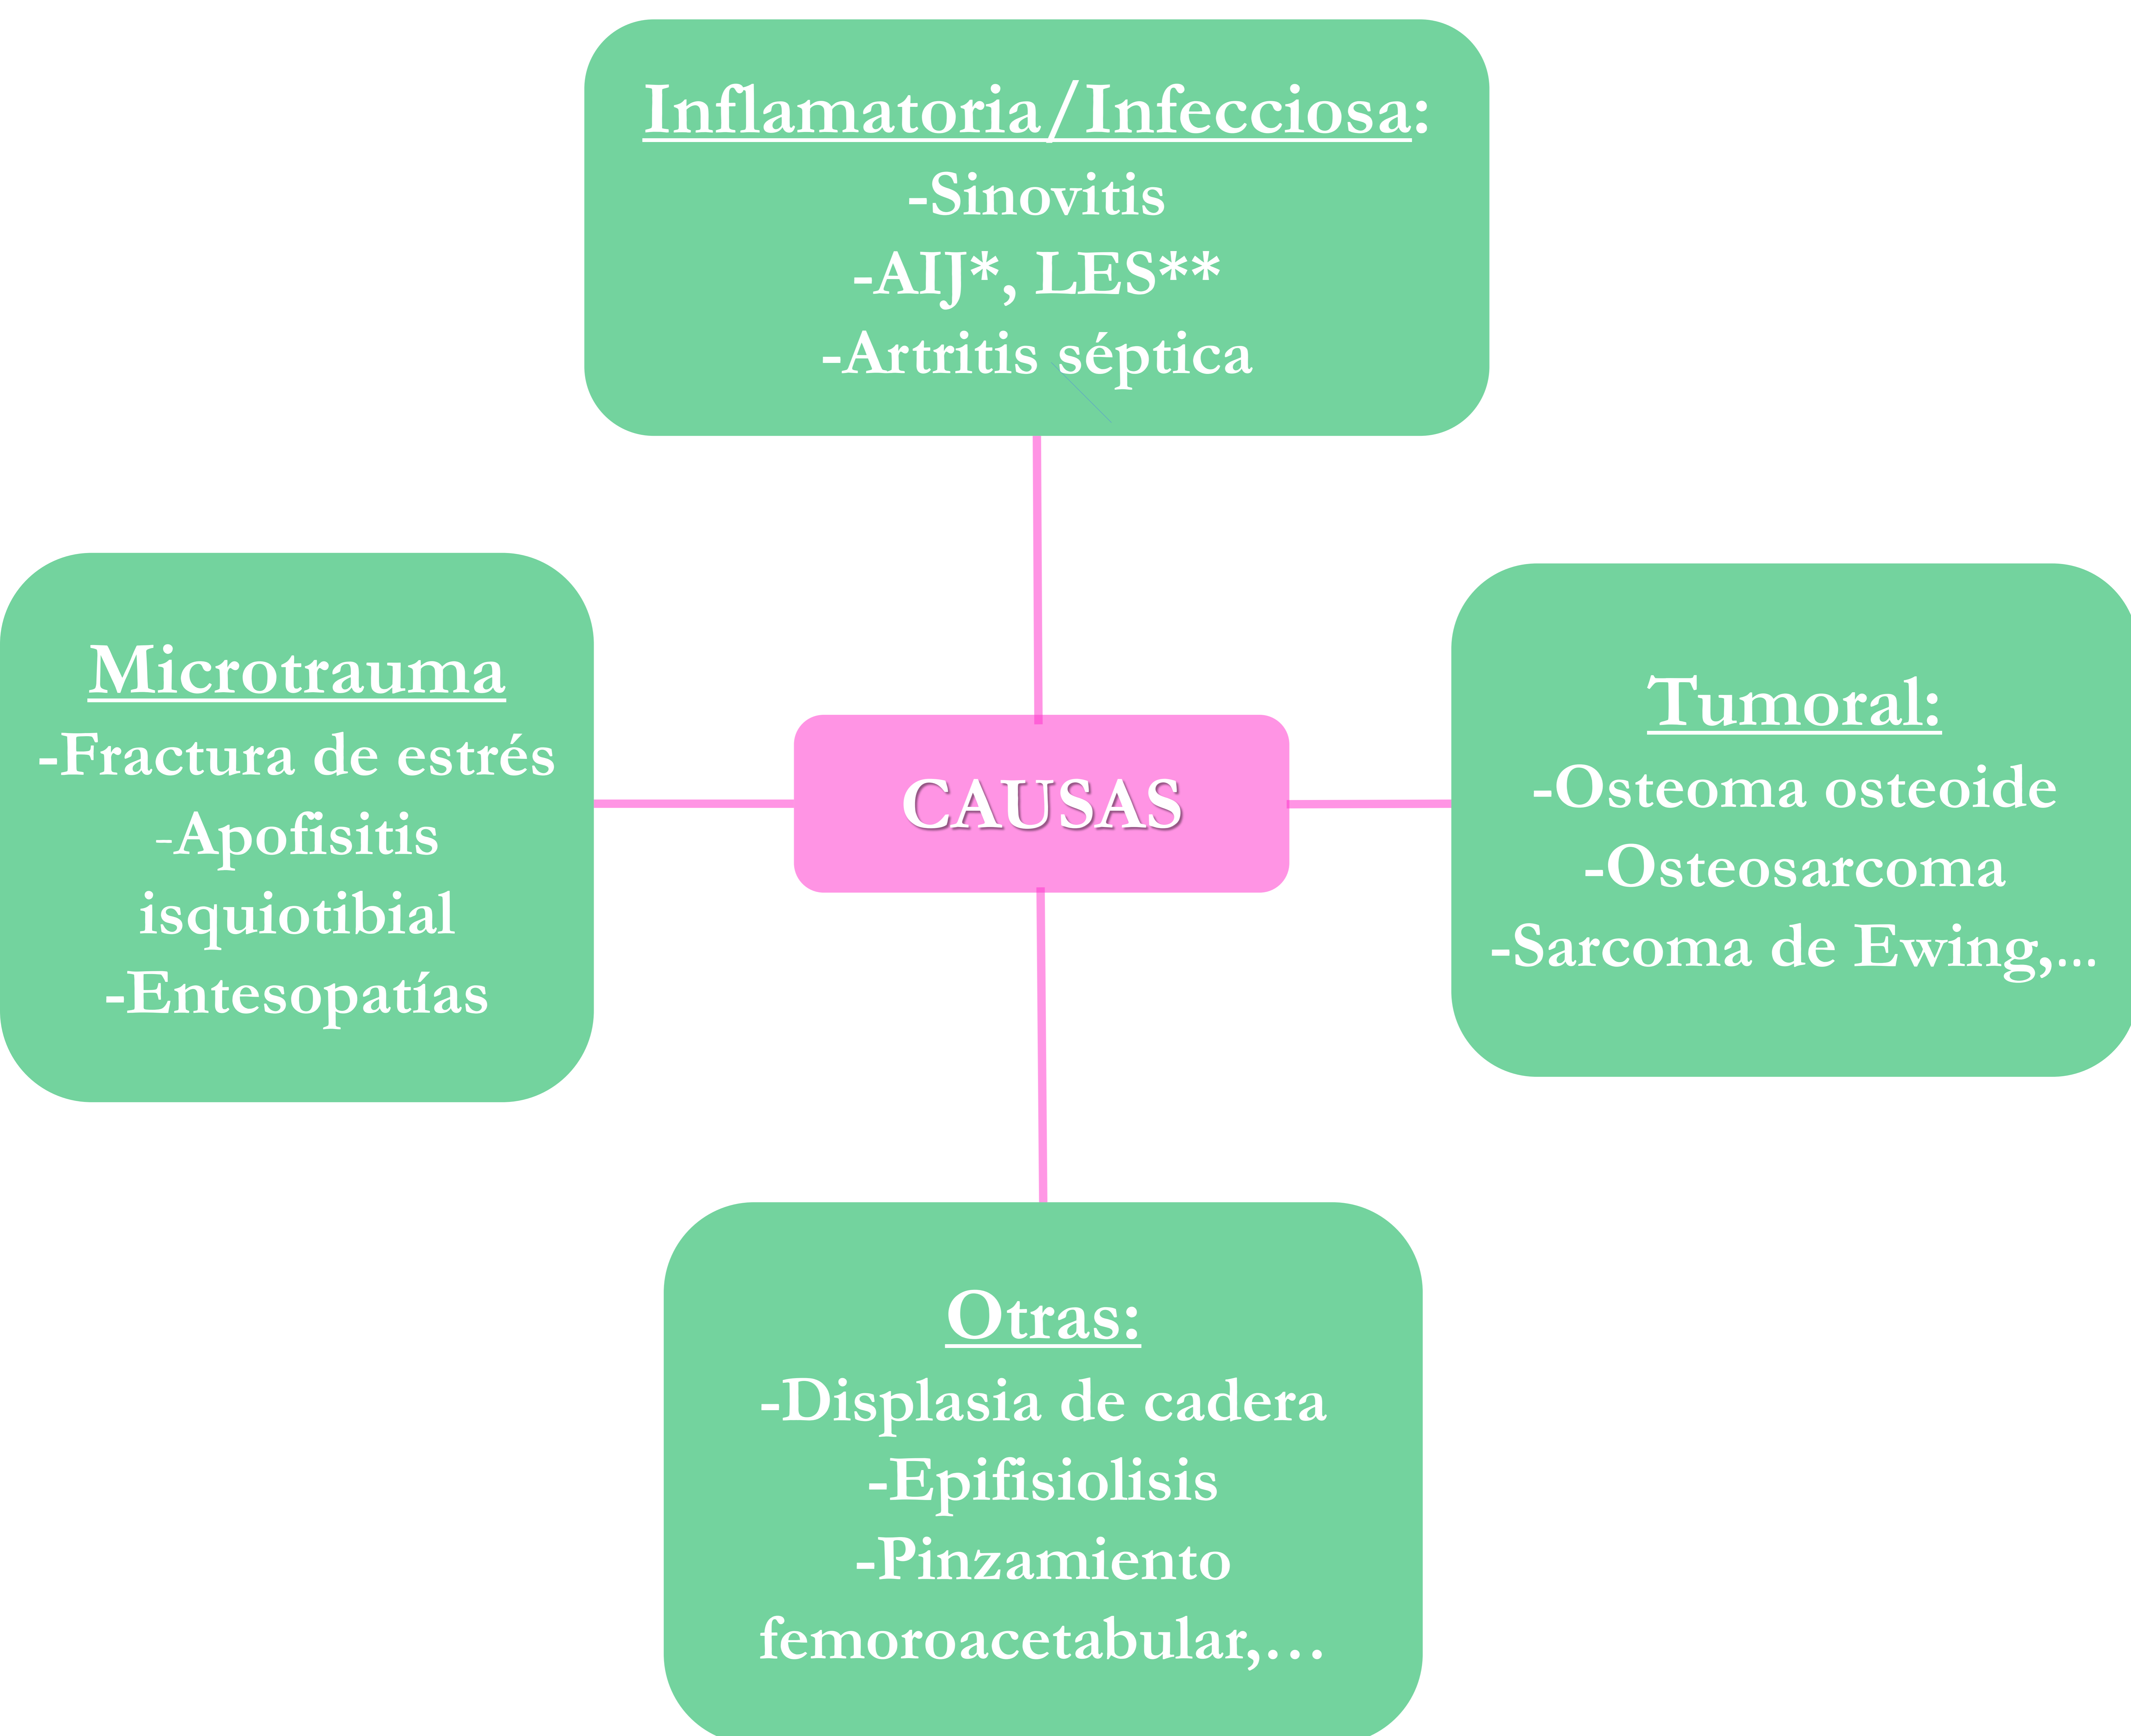 Inflamatoria/Infecciosa:
-Sinovitis
-AIJ*, LES**
-Artritis séptica
Microtrauma
-Fractura de estrés
-Apofisitis
isquiotibial
-Entesopatías
CAUSAS
Tumoral:
-Osteoma osteoide
-Osteosarcoma
-Sarcoma de Ewing,...
Otras:
-Displasia de cadera
-Epifisiolisis
-Pinzamiento
femoroacetabular,...